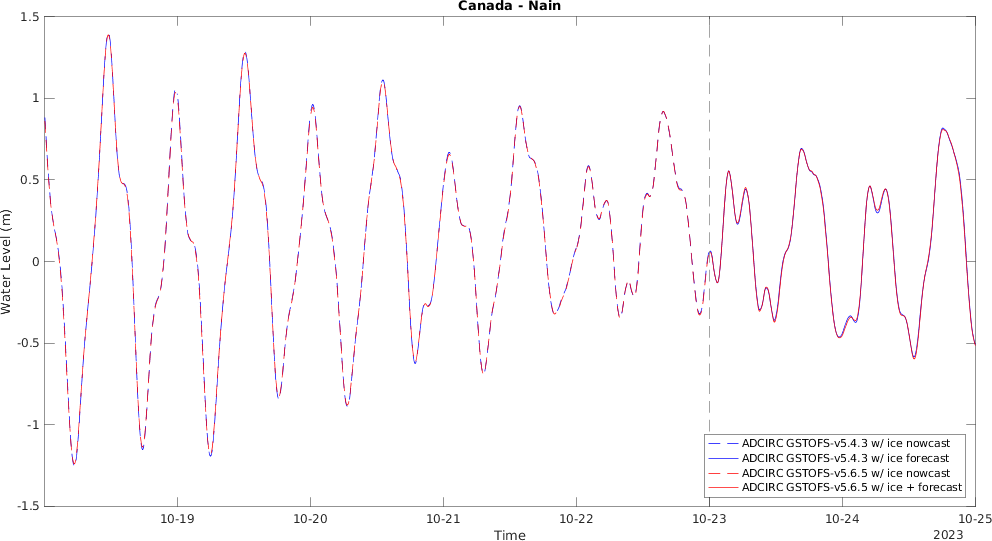 Canada - Nain
1.5
1
0.5
0
-0.5
-1
-1.5
Water Level (m)
10-19
10-20
10-21
10-22
10-23
10-24
10-25
Time
2023
ADCIRC GSTOFS-v5.4.3 w/ ice nowcast
ADCIRC GSTOFS-v5.4.3 w/ ice forecast
ADCIRC GSTOFS-v5.6.5 w/ ice nowcast
ADCIRC GSTOFS-v5.6.5 w/ ice + forecast